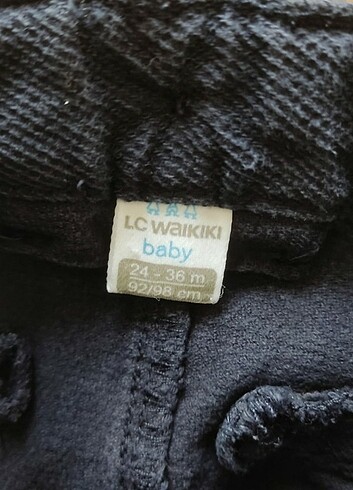 LC WAIKIKI
baby
24 - 36 m
92/98 cm